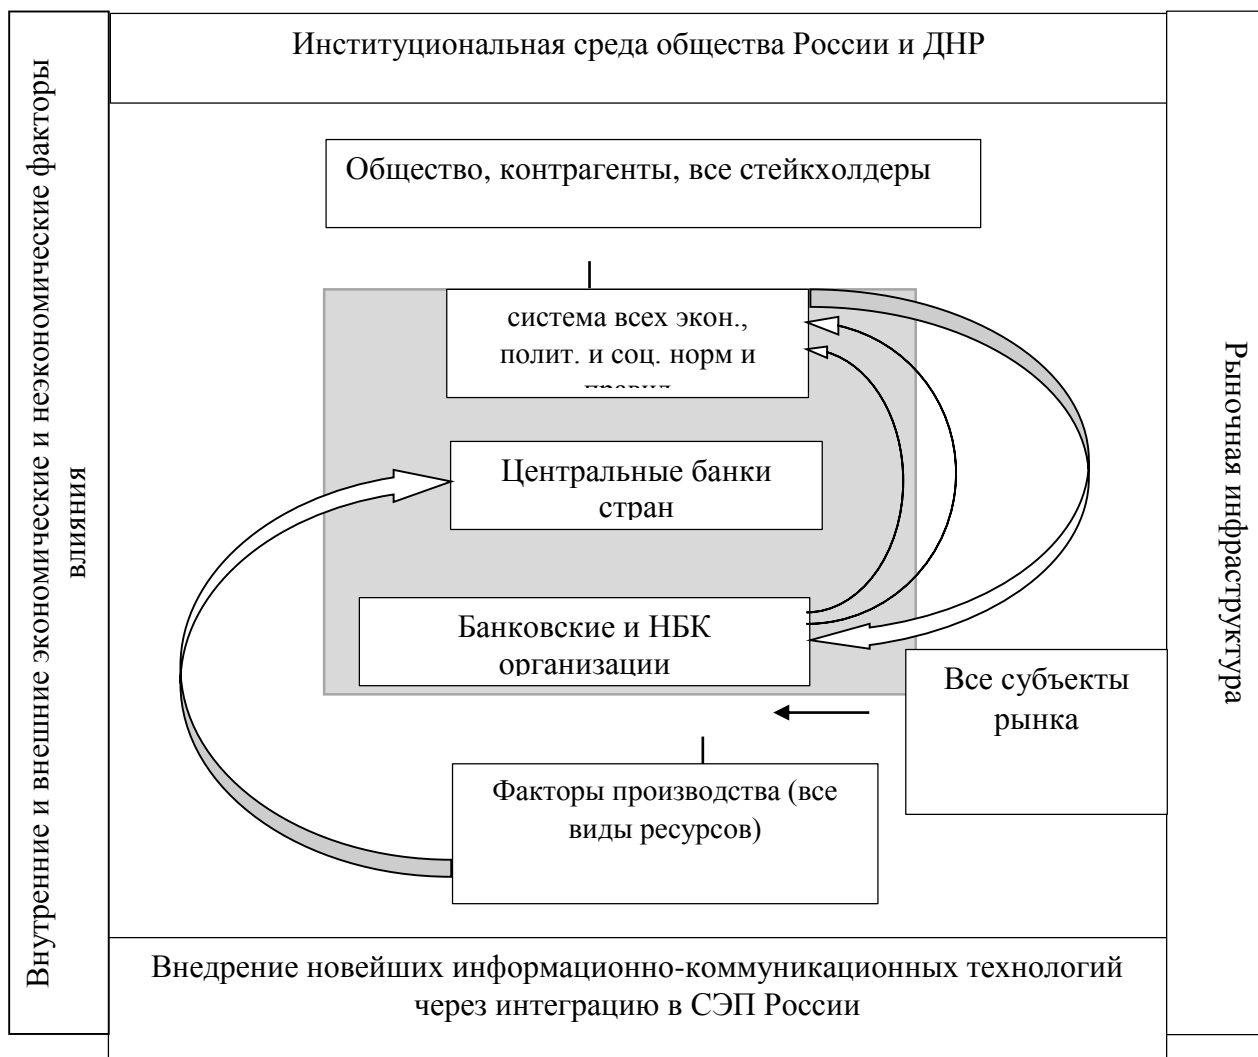 Институциональная среда общества России и ДНР
Внутренние и внешние экономические и неэкономические факторы
влияния
Общество, контрагенты, все стейкхолдеры
система всех экон.,
полит. и соц. норм и
Центральные банки
стран
Банковские и НБК
организации
Все субъекты
рынка
Факторы производства (все
виды ресурсов)
Рыночная инфраструктура
Внедрение новейших информационно-коммуникационных технологий
через интеграцию в СЭП России